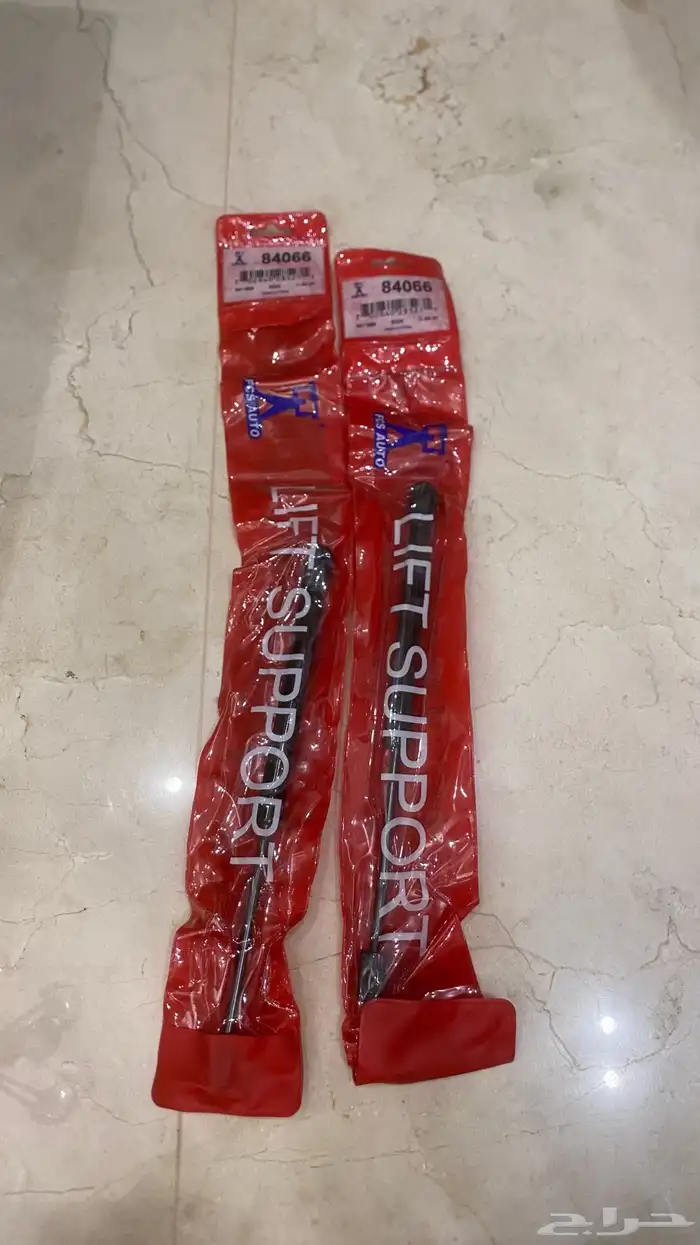 84066
FCS AUTO
LIFT SUPPORT
84066
FCS AUTO
LIFT SUPPORT
حراج